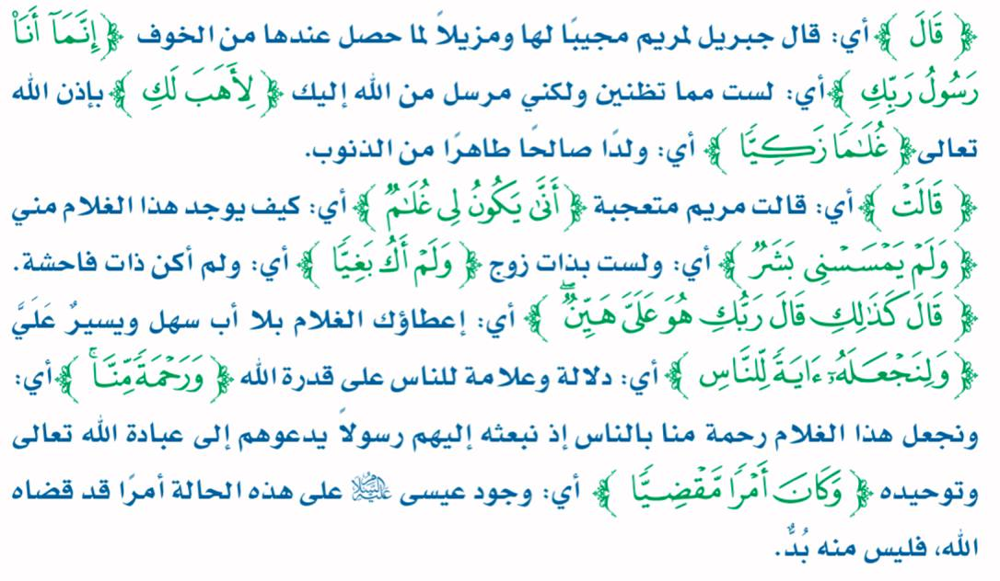 ﴿ قَالَ ﴾ أي: قال جبريل لمريم مجيبًا لها ومزيلاً لما حصل عندها من الخوف ﴿ إِنَّمَآ أَنَا۠
رَسُولُ رَبِّكِ ﴾ أي: لست مما تظنين ولكني مرسل من الله إليك ﴿ لِأَهَبَ لَكِ ﴾ بإذن الله
تعالى ﴿ غُلَـٰمًا زَكِيًّا ﴾ أي: ولدًا صالحًا طاهرًا من الذنوب.
﴿ قَالَتْ ﴾ أي: قالت مريم متعجبة ﴿ أَنَّىٰ يَكُونُ لِى غُلَـٰمٌ ﴾ أي: كيف يوجد هذا الغلام مني
﴿ وَلَمْ يَمْسَسْنِى بَشَرٌ ﴾ أي: ولست بذات زوج ﴿ وَلَمْ أَكُ بَغِيًّا ﴾ أي: ولم أكن ذات فاحشة.
﴿ قَالَ كَذَٰلِكِ قَالَ رَبُّكِ هُوَ عَلَىَّ هَيِّنٌ ۖ ﴾ أي: إعطاؤك الغلام بلا أب سهل ويسيرٌ عَلَيَّ
﴿ وَلِنَجْعَلَهُۥٓ ءَايَةً لِّلنَّاسِ ﴾ أي: دلالة وعلامة للناس على قدرة الله ﴿ وَرَحْمَةً مِّنَّا ۚ ﴾ أي:
ونجعل هذا الغلام رحمة منا بالناس إذ نبعثه إليهم رسولاً يدعوهم إلى عبادة الله تعالى
وتوحيده ﴿ وَكَانَ أَمْرًا مَّقْضِيًّا ﴾ أي: وجود عيسى عليه السلام على هذه الحالة أمرًا قد قضاه
الله، فليس منه بُدٌّ.